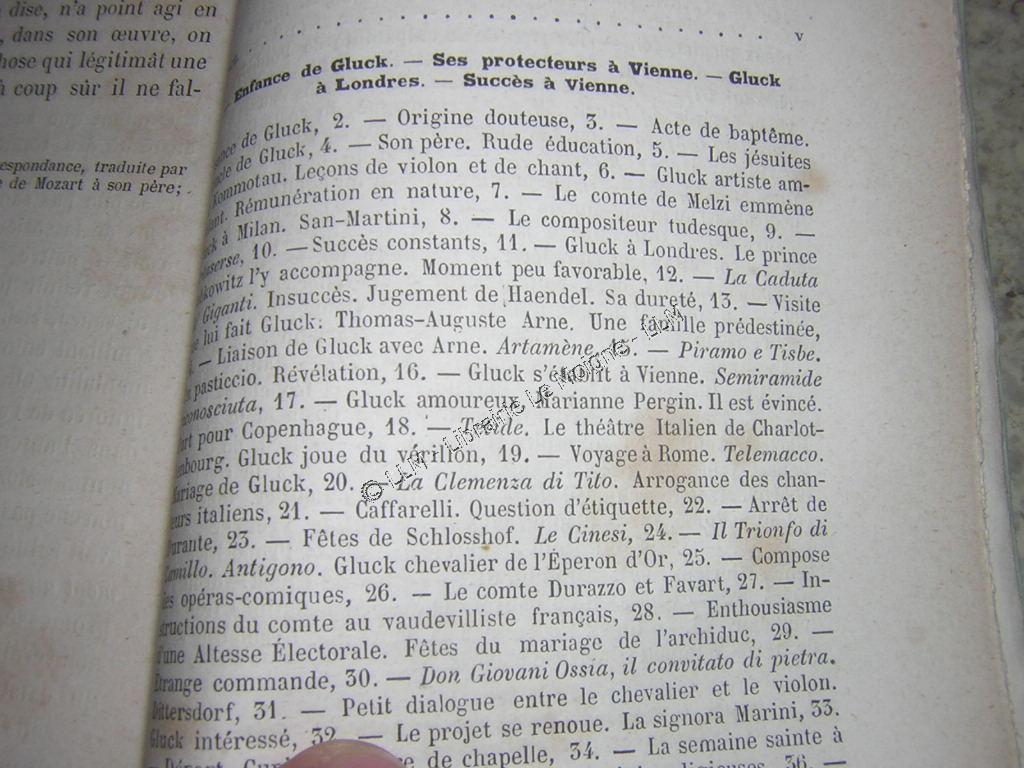 dise, n'a point agi en
dans son œuvre, on
hose qui légitimât une
à coup sûr il ne fal-
espondance, traduite par
de Mozart à son père;
v
Enfance de Gluck. — Ses protecteurs à Vienne. — Gluck
à Londres. — Succès à Vienne.
de Gluck, 2. — Origine douteuse, 3. — Acte de baptême.
de Gluck, 4. — Son père. Rude éducation, 5. — Les jésuites
Kommotau. Leçons de violon et de chant, 6. — Gluck artiste am-
Rémunération en nature, 7. — Le comte de Melzi emmène
à Milan. San-Martini, 8. — Le compositeur tudesque, 9. —
10. — Succès constants, 11. — Gluck à Londres. Le prince
kowitz l'y accompagne. Moment peu favorable, 12. — La Caduta
Giganti. Insuccès. Jugement de Haendel. Sa dureté, 13. — Visite
lui fait Gluck. Thomas-Auguste Arne. Une famille prédestinée,
— Liaison de Gluck avec Arne. Artamène, 15. — Piramo e Tisbe.
pasticcio. Révélation, 16. — Gluck s'établit à Vienne. Semiramide
conosciuta, 17. — Gluck amoureux. Marianne Pergin. Il est évincé.
pour Copenhague, 18. — Le théâtre Italien de Charlot-
nbourg. Gluck joue du vérillon, 19. — Voyage à Rome. Telemacco.
Mariage de Gluck, 20. — La Clemenza di Tito. Arrogance des chan-
eurs italiens, 21. — Caffarelli. Question d'étiquette, 22. — Arrêt de
Durante, 23. — Fêtes de Schlosshof. Le Cinesi, 24. — Il Trionfo di
Camillo. Antigono. Gluck chevalier de l'Éperon d'Or, 25. — Compose
des opéras-comiques, 26. — Le comte Durazzo et Favart, 27. — In-
structions du comte au vaudevilliste français, 28. — Enthousiasme
d'une Altesse Électorale. Fêtes du mariage de l'archiduc, 29. —
Étrange commande, 30. — Don Giovani Ossia, il convitato di pietra.
Dittersdorf, 31. — Petit dialogue entre le chevalier et le violon.
Gluck intéressé, 32. — Le projet se renoue. La signora Marini, 33.
de chapelle, 34. — La semaine sainte à
36. —
© LLM - Librairie Le Moigne - LLM